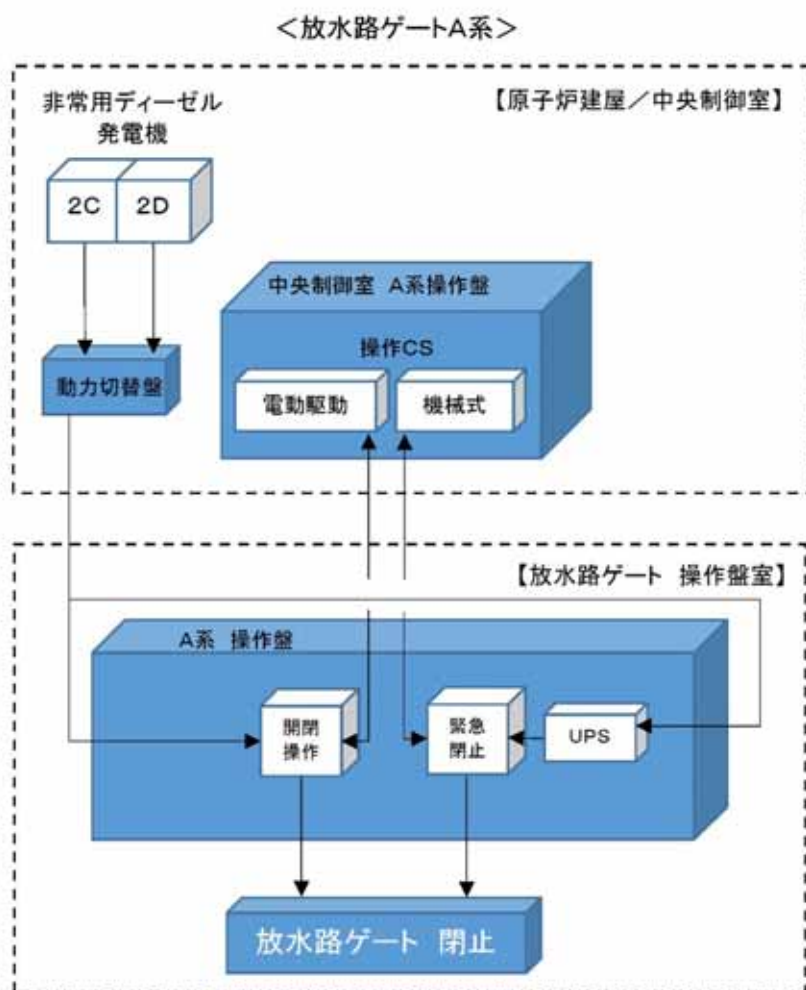 ＜放水路ゲートA系＞
【原子炉建屋／中央制御室】
非常用ディーゼル
発電機
2C
2D
中央制御室 A系操作盤
操作CS
動力切替盤
電動駆動
機械式
【放水路ゲート 操作盤室】
A系 操作盤
開閉
操作
緊急
閉止
UPS
放水路ゲート 閉止